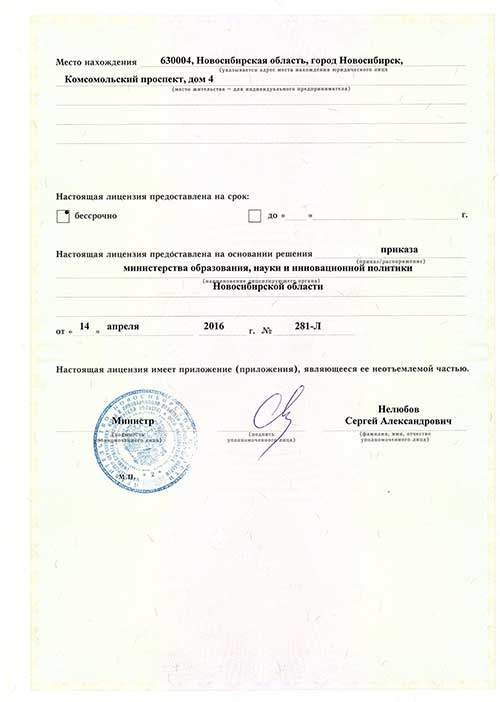 Место нахождения 630004, Новосибирская область, город Новосибирск,
(указывается адрес места нахождения юридического лица
Комсомольский проспект, дом 4
(место жительства – для индивидуального предпринимателя)
Настоящая лицензия предоставлена на срок:
бессрочно до « » г.
Настоящая лицензия предоставлена на основании решения приказа
(приказ/распоряжение)
министерства образования, науки и инновационной политики
(наименование лицензирующего органа)
Новосибирской области
от « 14 » апреля 2016 г. № 281-Л
Настоящая лицензия имеет приложение (приложения), являющееся ее неотъемлемой частью.
Министр Нелюбов
Сергей Александрович
(должность (подпись (фамилия, имя, отчество
уполномоченного лица) уполномоченного лица) уполномоченного лица)
М.П.